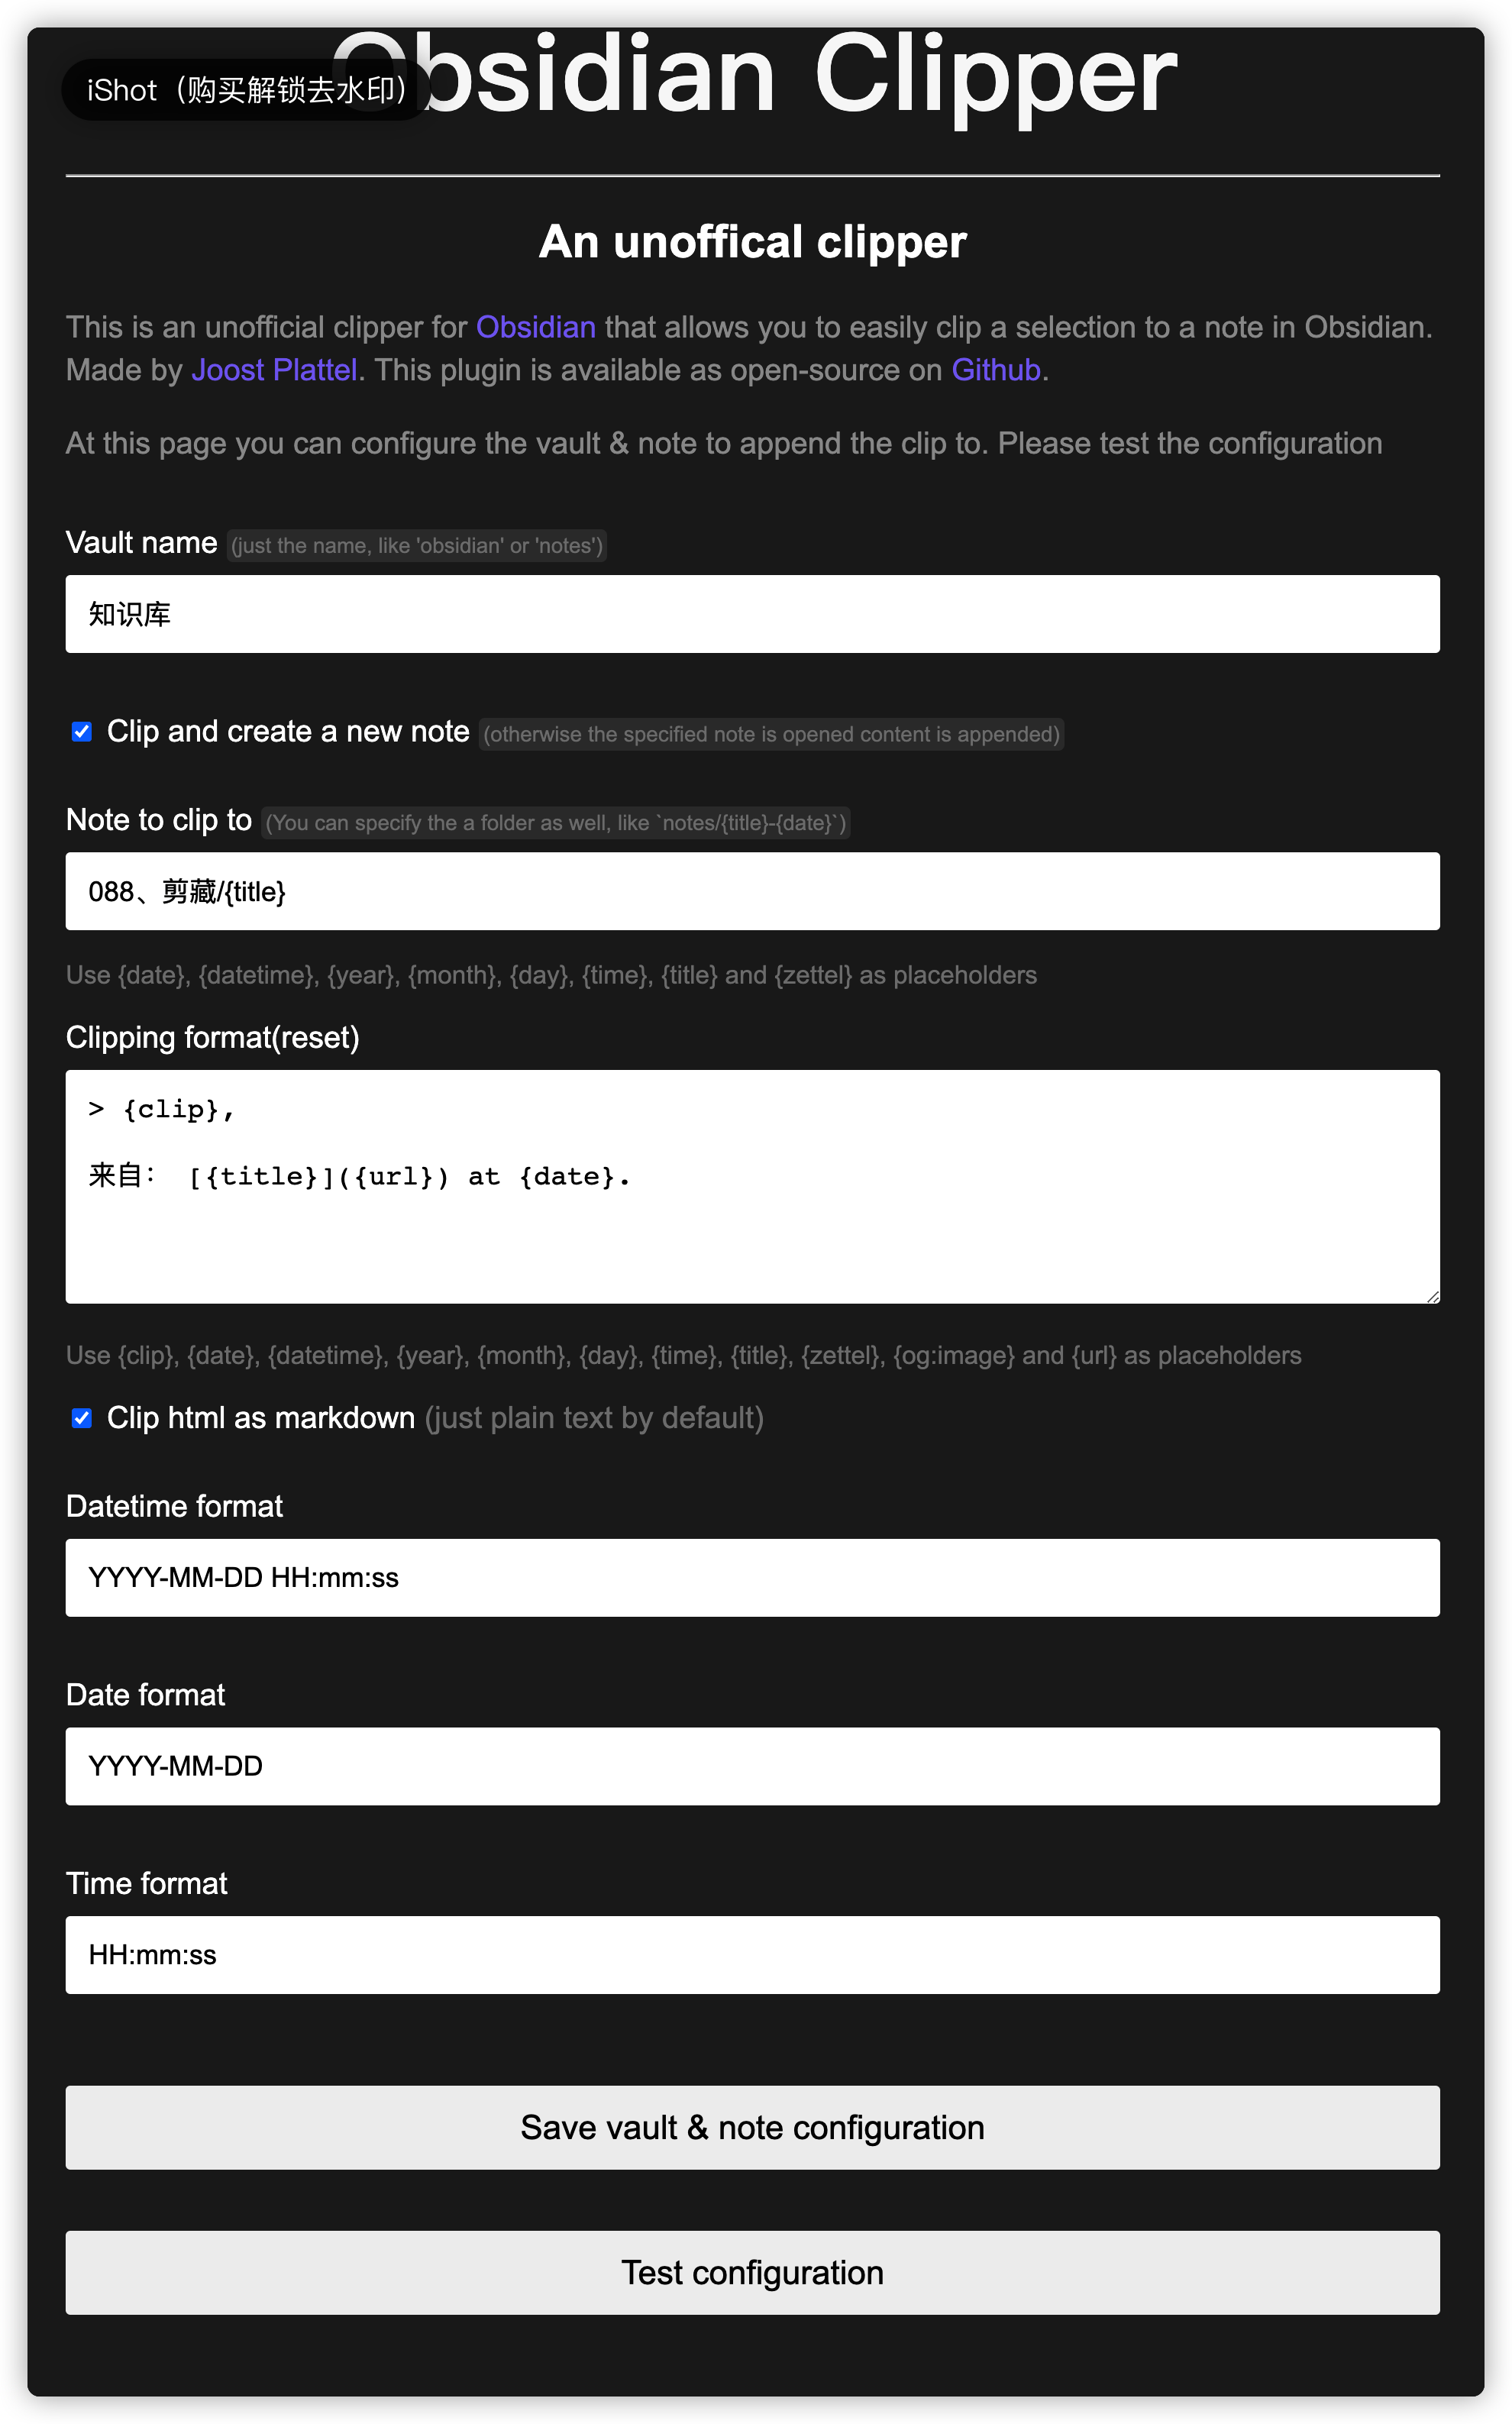 Obsidian Clipper
iShot（购买解锁去水印）
An unoffical clipper
This is an unofficial clipper for Obsidian that allows you to easily clip a selection to a note in Obsidian.
Made by Joost Plattel. This plugin is available as open-source on Github.
At this page you can configure the vault & note to append the clip to. Please test the configuration
Vault name (just the name, like 'obsidian' or 'notes')
知识库
Clip and create a new note (otherwise the specified note is opened content is appended)
Note to clip to (You can specify the a folder as well, like `notes/{title}-{date}`)
088、剪藏/{title}
Use {date}, {datetime}, {year}, {month}, {day}, {time}, {title} and {zettel} as placeholders
Clipping format(reset)
> {clip},
来自： [{title}]({url}) at {date}.
Use {clip}, {date}, {datetime}, {year}, {month}, {day}, {time}, {title}, {zettel}, {og:image} and {url} as placeholders
Clip html as markdown (just plain text by default)
Datetime format
YYYY-MM-DD HH:mm:ss
Date format
YYYY-MM-DD
Time format
HH:mm:ss
Save vault & note configuration
Test configuration